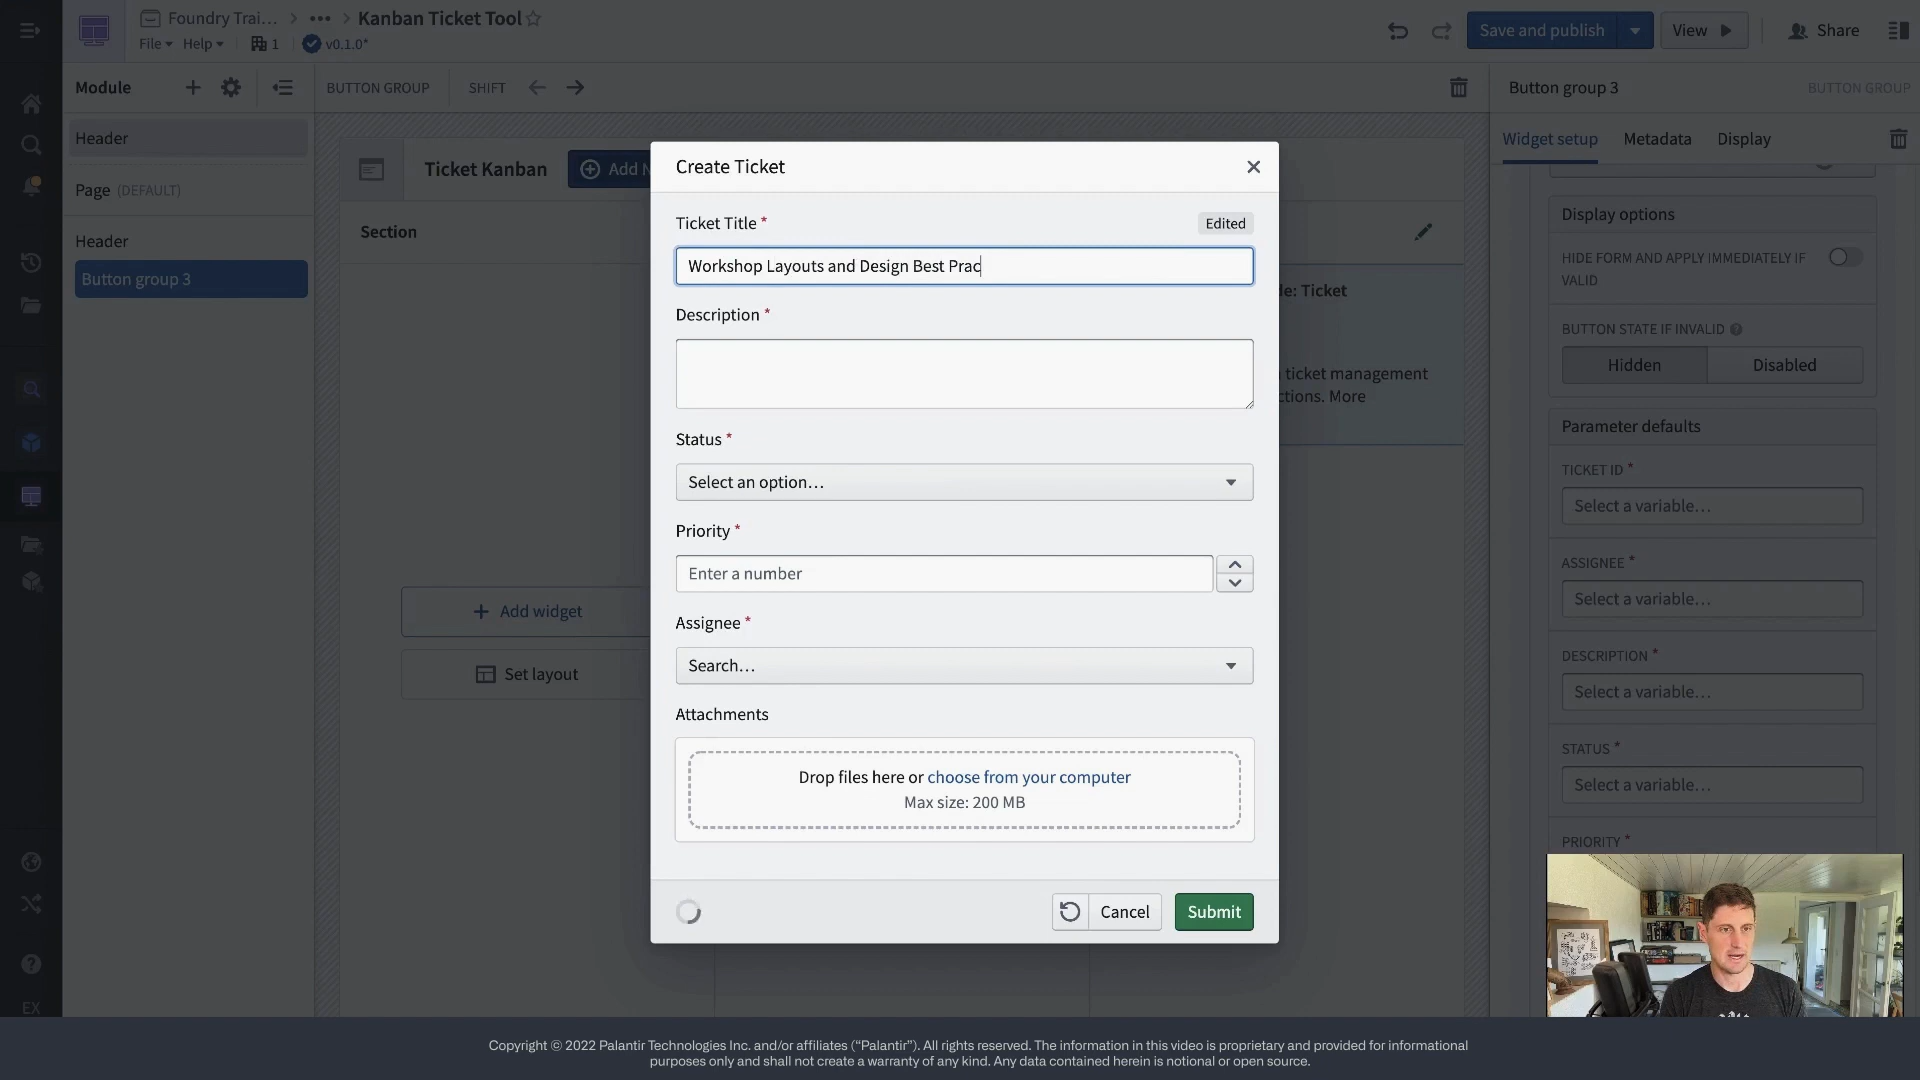 Foundry Trai... > ••• > Kanban Ticket Tool
File Help 1 v0.1.0*
Save and publish
View
Share
Module
BUTTON GROUP
SHIFT
Button group 3
BUTTON GROUP
Header
Page (DEFAULT)
Header
Button group 3
Ticket Kanban
Add N
Section
Add widget
Set layout
de: Ticket
ticket management
ctions. More
Create Ticket
Ticket Title *
Edited
Workshop Layouts and Design Best Prac
Description *
Status *
Select an option...
Priority *
Enter a number
Assignee *
Search...
Attachments
Drop files here or choose from your computer
Max size: 200 MB
Cancel
Submit
Widget setup
Metadata
Display
Display options
HIDE FORM AND APPLY IMMEDIATELY IF
VALID
BUTTON STATE IF INVALID
Hidden
Disabled
Parameter defaults
TICKET ID *
Select a variable...
ASSIGNEE *
Select a variable...
DESCRIPTION *
Select a variable...
STATUS *
Select a variable...
PRIORITY *
EX
Copyright © 2022 Palantir Technologies Inc. and/or affiliates (“Palantir”). All rights reserved. The information in this video is proprietary and provided for informational
purposes only and shall not create a warranty of any kind. Any data contained herein is notional or open source.